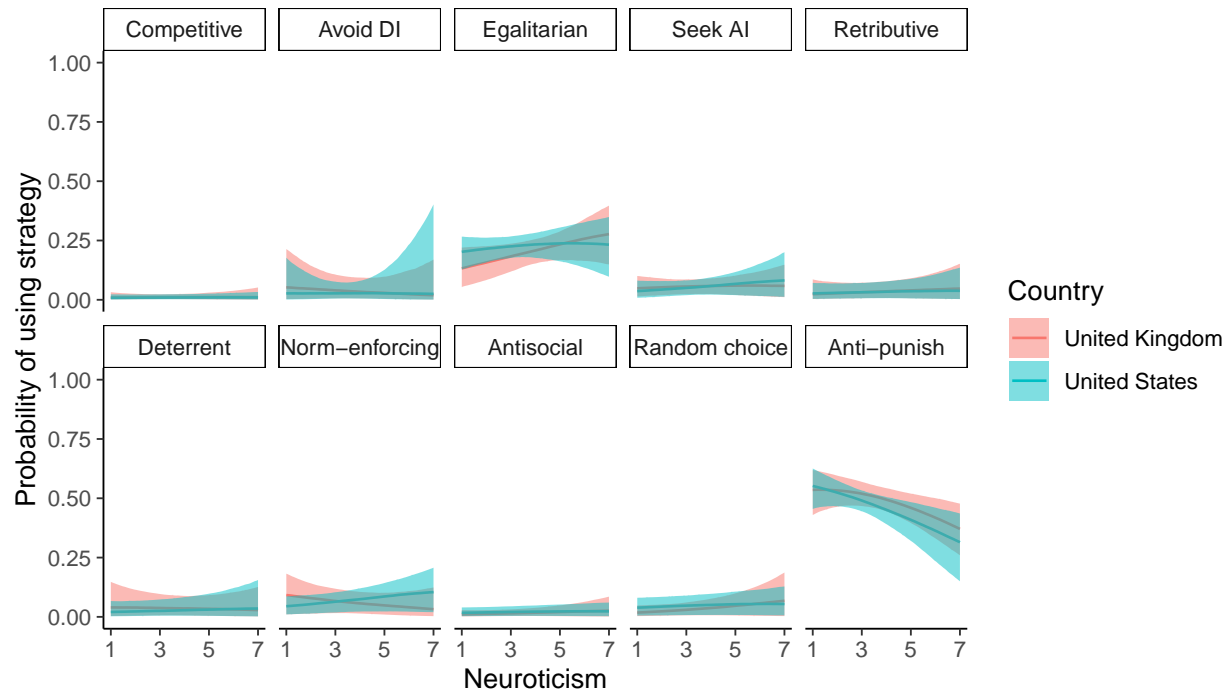 Competitive Avoid DI Egalitarian Seek AI Retributive
1.00
0.75
0.50
0.25
0.00
Deterrent Norm−enforcing Antisocial Random choice Anti−punish
1.00
0.75
0.50
0.25
0.00
1 3 5 7 1 3 5 7 1 3 5 7 1 3 5 7 1 3 5 7
Neuroticism
Probability of using strategy
Country
United Kingdom
United States